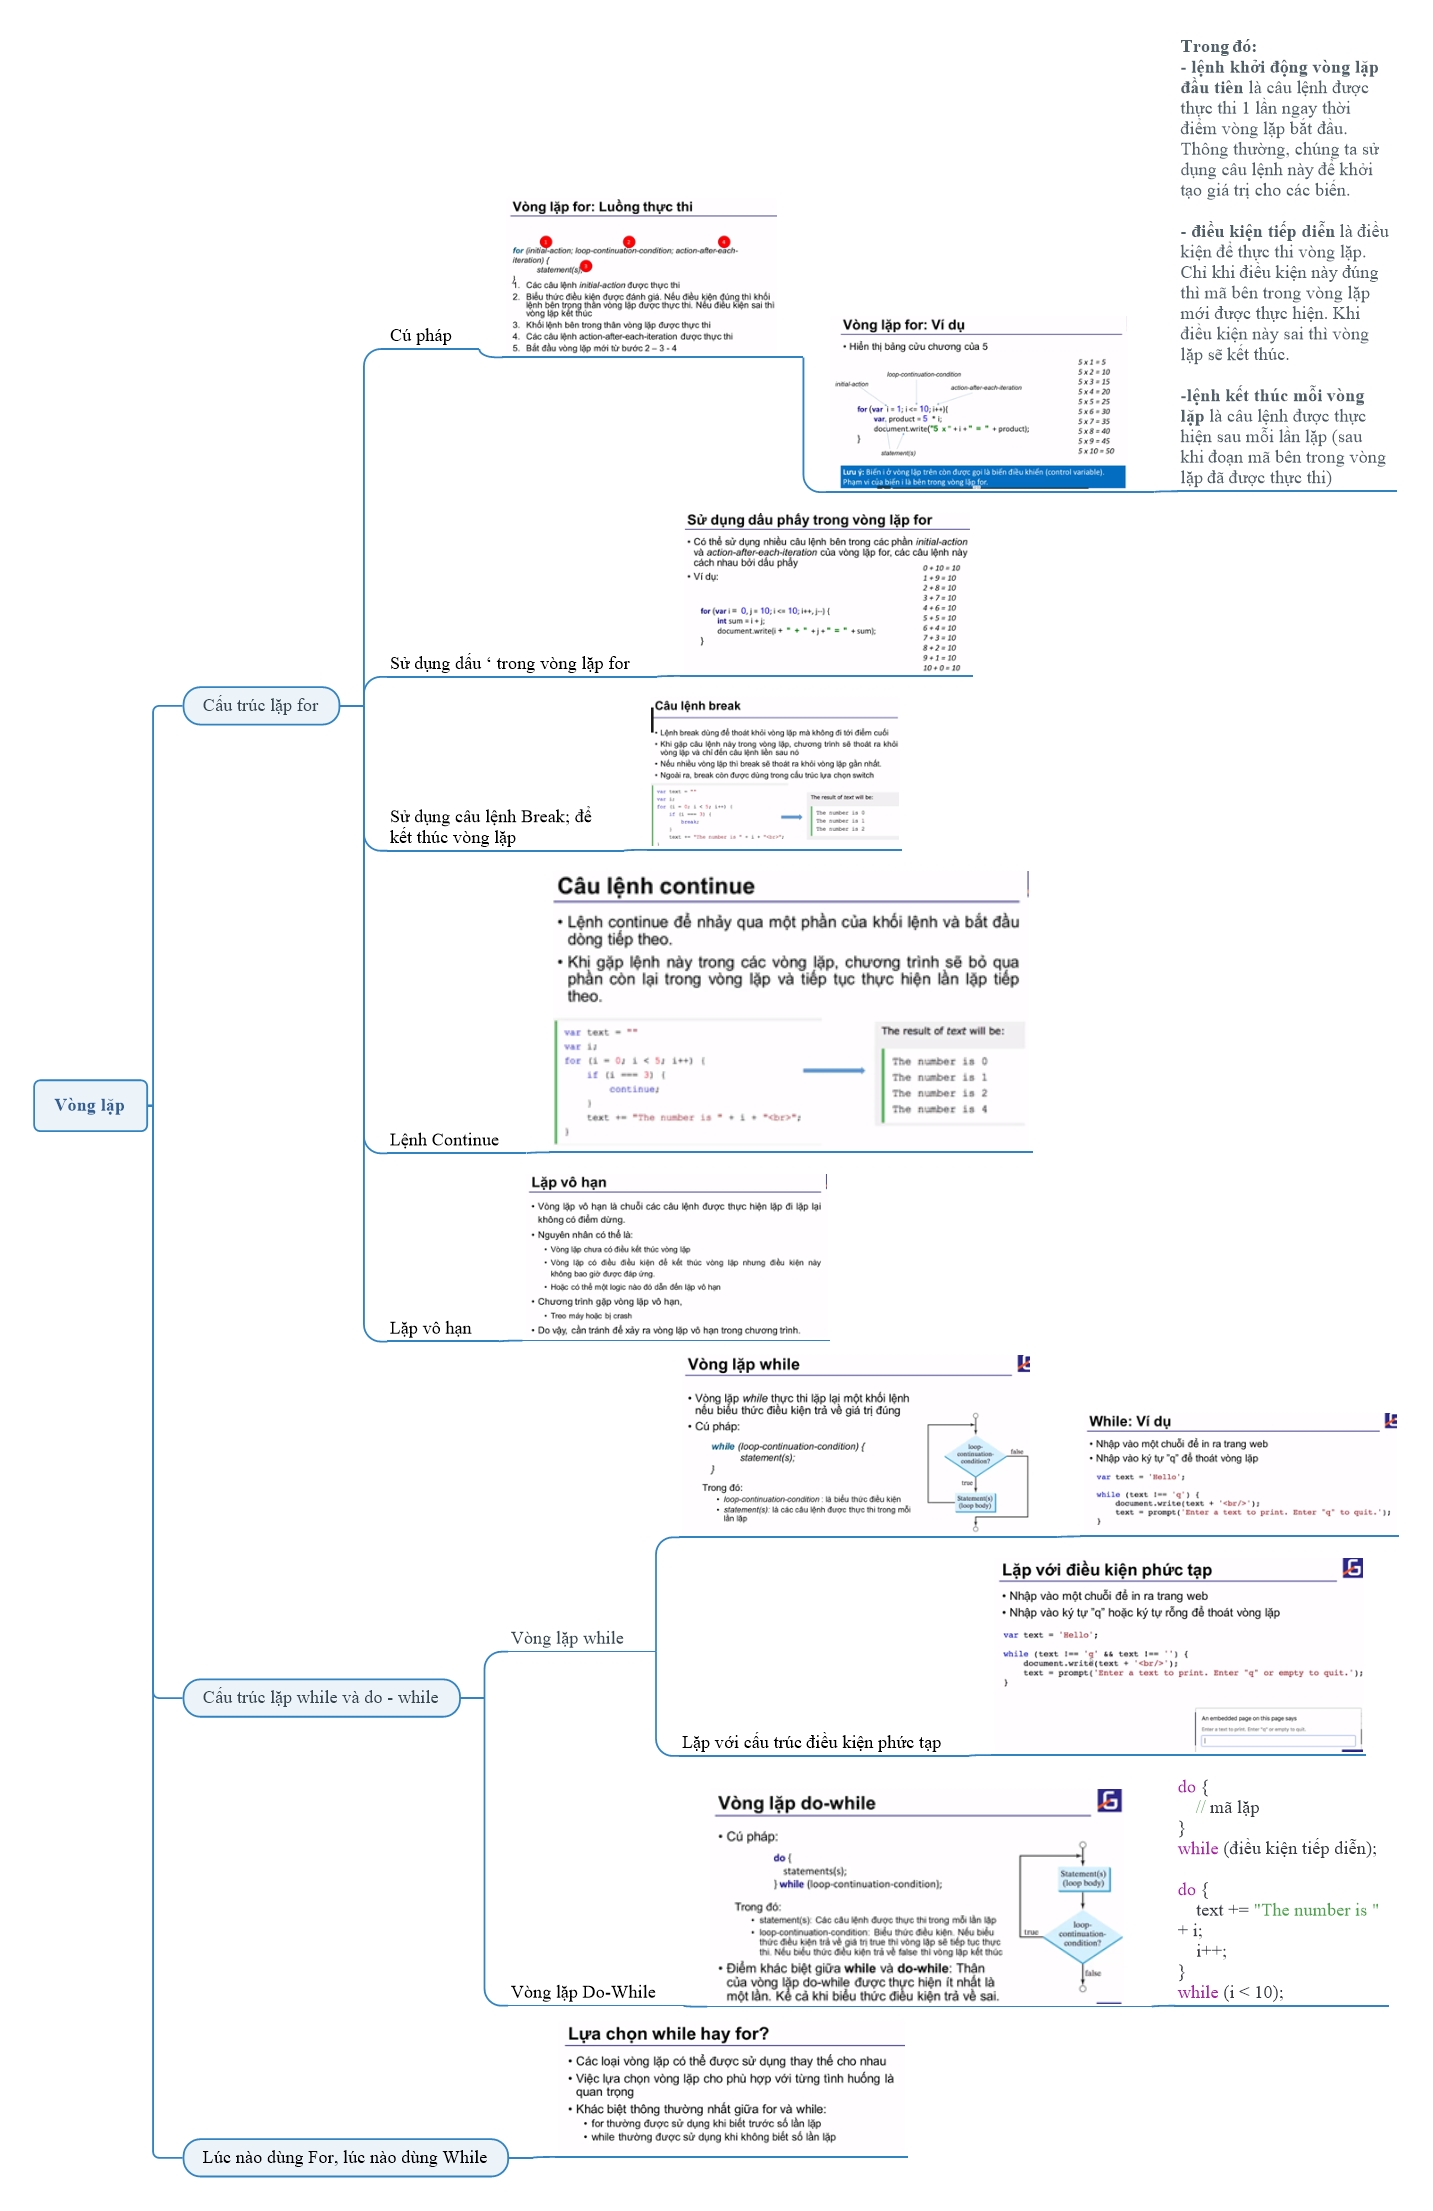 Vòng lặp
Cấu trúc lặp for
Cú pháp
Vòng lặp for: Luồng thực thi
1
2
4
for (initial-action; loop-continuation-condition; action-after-each-
iteration) {
3
statement(s);
}
1. Các câu lệnh initial-action được thực thi
2. Biểu thức điều kiện được đánh giá. Nếu điều kiện đúng thì khối
lệnh bên trong thân vòng lặp được thực thi. Nếu điều kiện sai thì
vòng lặp kết thúc
3. Khối lệnh bên trong thân vòng lặp được thực thi
4. Các câu lệnh action-after-each-iteration được thực thi
5. Bắt đầu vòng lặp mới từ bước 2 – 3 - 4
Vòng lặp for: Ví dụ
• Hiển thị bảng cửu chương của 5
loop-continuation-condition
initial-action
action-after-each-iteration
for (var i = 1; i <= 10; i++){
var product = 5 * i;
document.write("5 x " + i + " = " + product);
}
statement(s)
5 x 1 = 5
5 x 2 = 10
5 x 3 = 15
5 x 4 = 20
5 x 5 = 25
5 x 6 = 30
5 x 7 = 35
5 x 8 = 40
5 x 9 = 45
5 x 10 = 50
Lưu ý: Biến i ở vòng lặp trên còn được gọi là biến điều khiển (control variable).
Phạm vi của biến i là bên trong vòng lặp for.
Trong đó:
- lệnh khởi động vòng lặp
đầu tiên là câu lệnh được
thực thi 1 lần ngay thời
điểm vòng lặp bắt đầu.
Thông thường, chúng ta sử
dụng câu lệnh này để khởi
tạo giá trị cho các biến.
- điều kiện tiếp diễn là điều
kiện để thực thi vòng lặp.
Chỉ khi điều kiện này đúng
thì mã bên trong vòng lặp
mới được thực hiện. Khi
điều kiện này sai thì vòng
lặp sẽ kết thúc.
-lệnh kết thúc mỗi vòng
lặp là câu lệnh được thực
hiện sau mỗi lần lặp (sau
khi đoạn mã bên trong vòng
lặp đã được thực thi)
Sử dụng dấu ‘ trong vòng lặp for
Sử dụng dấu phẩy trong vòng lặp for
• Có thể sử dụng nhiều câu lệnh bên trong các phần initial-action
và action-after-each-iteration của vòng lặp for, các câu lệnh này
cách nhau bởi dấu phẩy
• Ví dụ:
for (var i = 0, j = 10; i <= 10; i++, j--) {
int sum = i + j;
document.write(i + " + " + j + " = " + sum);
}
0 + 10 = 10
1 + 9 = 10
2 + 8 = 10
3 + 7 = 10
4 + 6 = 10
5 + 5 = 10
6 + 4 = 10
7 + 3 = 10
8 + 2 = 10
9 + 1 = 10
10 + 0 = 10
Sử dụng câu lệnh Break; để
kết thúc vòng lặp
Câu lệnh break
• Lệnh break dùng để thoát khỏi vòng lặp mà không đi tới điểm cuối
• Khi gặp câu lệnh này trong vòng lặp, chương trình sẽ thoát ra khỏi
vòng lặp và chỉ đến câu lệnh liền sau nó
• Nếu nhiều vòng lặp thì break sẽ thoát ra khỏi vòng lặp gần nhất.
• Ngoài ra, break còn được dùng trong cấu trúc lựa chọn switch
var text = ""
var i;
for (i = 0; i < 5; i++) {
if (i === 3) {
break;
}
text += "The number is " + i + "<br>";
}
The result of text will be:
The number is 0
The number is 1
The number is 2
Lệnh Continue
Câu lệnh continue
• Lệnh continue để nhảy qua một phần của khối lệnh và bắt đầu
dòng tiếp theo.
• Khi gặp lệnh này trong các vòng lặp, chương trình sẽ bỏ qua
phần còn lại trong vòng lặp và tiếp tục thực hiện lần lặp tiếp
theo.
var text = ""
var i;
for (i = 0; i < 5; i++) {
if (i === 3) {
continue;
}
text += "The number is " + i + "<br>";
}
The result of text will be:
The number is 0
The number is 1
The number is 2
The number is 4
Lặp vô hạn
Lặp vô hạn
• Vòng lặp vô hạn là chuỗi các câu lệnh được thực hiện lặp đi lặp lại
không có điểm dừng.
• Nguyên nhân có thể là:
• Vòng lặp chưa có điều kết thúc vòng lặp
• Vòng lặp có điều điều kiện để kết thúc vòng lặp nhưng điều kiện này
không bao giờ được đáp ứng.
• Hoặc có thể một logic nào đó dẫn đến lặp vô hạn
• Chương trình gặp vòng lặp vô hạn,
• Treo máy hoặc bị crash
• Do vậy, cần tránh để xảy ra vòng lặp vô hạn trong chương trình.
Cấu trúc lặp while và do - while
Vòng lặp while
Vòng lặp while
• Vòng lặp while thực thi lặp lại một khối lệnh
nếu biểu thức điều kiện trả về giá trị đúng
• Cú pháp:
while (loop-continuation-condition) {
statement(s);
}
Trong đó:
• loop-continuation-condition : là biểu thức điều kiện
• statement(s): là các câu lệnh được thực thi trong mỗi
lần lặp
loop-
continuation-
condition?
false
true
Statement(s)
(loop body)
While: Ví dụ
• Nhập vào một chuỗi để in ra trang web
• Nhập vào ký tự "q" để thoát vòng lặp
var text = 'Hello';
while (text !== 'q') {
document.write(text + '<br/>');
text = prompt('Enter a text to print. Enter "q" to quit.');
}
Lặp với cấu trúc điều kiện phức tạp
Lặp với điều kiện phức tạp
• Nhập vào một chuỗi để in ra trang web
• Nhập vào ký tự "q" hoặc ký tự rỗng để thoát vòng lặp
var text = 'Hello';
while (text !== 'q' && text !== '') {
document.write(text + '<br/>');
text = prompt('Enter a text to print. Enter "q" or empty to quit.');
}
An embedded page on this page says
Enter a text to print. Enter "q" or empty to quit.
Vòng lặp Do-While
Vòng lặp do-while
• Cú pháp:
do {
statements(s);
} while (loop-continuation-condition);
Trong đó:
• statement(s): Các câu lệnh được thực thi trong mỗi lần lặp
• loop-continuation-condition: Biểu thức điều kiện. Nếu biểu
thức điều kiện trả về giá trị true thì vòng lặp sẽ tiếp tục thực
thi. Nếu biểu thức điều kiện trả về false thì vòng lặp kết thúc
• Điểm khác biệt giữa while và do-while: Thân
của vòng lặp do-while được thực hiện ít nhất là
một lần. Kể cả khi biểu thức điều kiện trả về sai.
Statement(s)
(loop body)
true
loop-
continuation-
condition?
false
do {
// mã lặp
}
while (điều kiện tiếp diễn);
do {
text += "The number is "
+ i;
i++;
}
while (i < 10);
Lúc nào dùng For, lúc nào dùng While
Lựa chọn while hay for?
• Các loại vòng lặp có thể được sử dụng thay thế cho nhau
• Việc lựa chọn vòng lặp cho phù hợp với từng tình huống là
quan trọng
• Khác biệt thông thường nhất giữa for và while:
• for thường được sử dụng khi biết trước số lần lặp
• while thường được sử dụng khi không biết số lần lặp